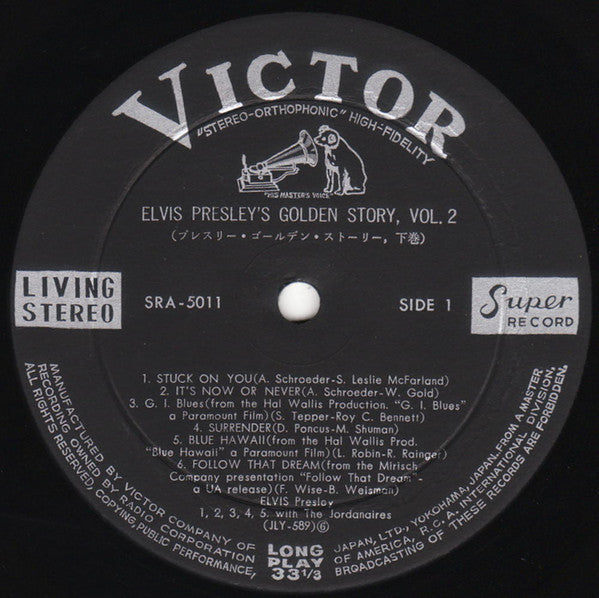 VICTOR
"STEREO-ORTHOPHONIC" HIGH-FIDELITY
"HIS MASTER'S VOICE"
ELVIS PRESLEY'S GOLDEN STORY, VOL. 2
(プレスリー・ゴールデン・ストーリー, 下巻)
LIVING
STEREO
SRA-5011
SIDE 1
Super
RECORD
1. STUCK ON YOU(A. Schroeder-S. Leslie McFarland)
2. IT'S NOW OR NEVER(A. Schroeder-W. Gold)
3. G. I. Blues(from the Hal Wallis Production. "G. I. Blues"
a Paramount Film)(S. Tepper-Roy C. Bennett)
4. SURRENDER(D. Poncus-M. Shuman)
5. BLUE HAWAII(from the Hal Wallis Prod.
"Blue Hawaii" a Paramount Film)(L. Robin-R. Rainger)
6. FOLLOW THAT DREAM(from the Mirisch
Company presentation "Follow That Dream"-
a UA release)(F. Wise-B. Weisman)
ELVIS Presley
1, 2, 3, 4, 5. with The Jordanaires
(JLY-589)⑥
LONG
PLAY
33 1/3
MANUFACTURED BY VICTOR COMPANY OF JAPAN, LTD., YOKOHAMA, JAPAN. FROM A MASTER
RECORDING OWNED BY RADIO CORPORATION OF AMERICA, R.C.A. INTERNATIONAL DIVISION.
ALL RIGHTS RESERVED, COPYING, PUBLIC PERFORMANCE, BROADCASTING OF THESE RECORDS ARE FORBIDDEN.